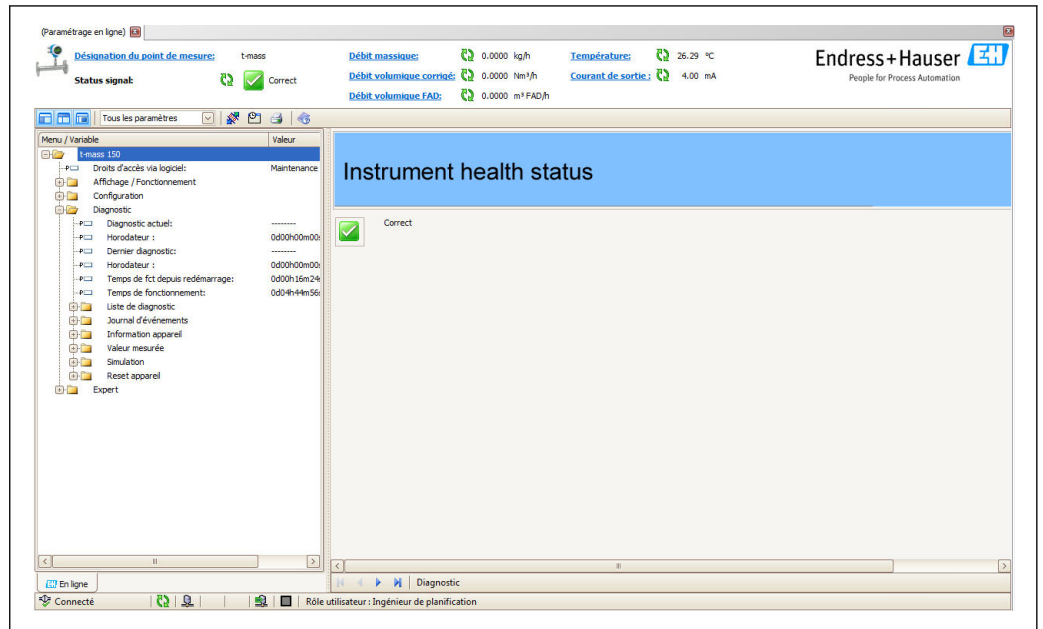 (Paramétrage en ligne)
Désignation du point de mesure: t-mass
Status signal: Correct
Débit massique: 0.0000 kg/h
Débit volumique corrigé: 0.0000 Nm³/h
Débit volumique FAD: 0.0000 m³ FAD/h
Température: 26.29 °C
Courant de sortie : 4.00 mA
Endress+Hauser EH
People for Process Automation
Tous les paramètres
Menu / Variable Valeur
t-mass 150
Droits d'accès via logiciel: Maintenance
Affichage / Fonctionnement
Configuration
Diagnostic
Diagnostic actuel: --------
Horodateur : 0d00h00m00s
Dernier diagnostic: --------
Horodateur : 0d00h00m00s
Temps de fct depuis redémarrage: 0d00h16m24s
Temps de fonctionnement: 0d04h44m56s
Liste de diagnostic
Journal d'événements
Information appareil
Valeur mesurée
Simulation
Reset appareil
Expert
Instrument health status
Correct
En ligne
Diagnostic
Connecté
Rôle utilisateur : Ingénieur de planification